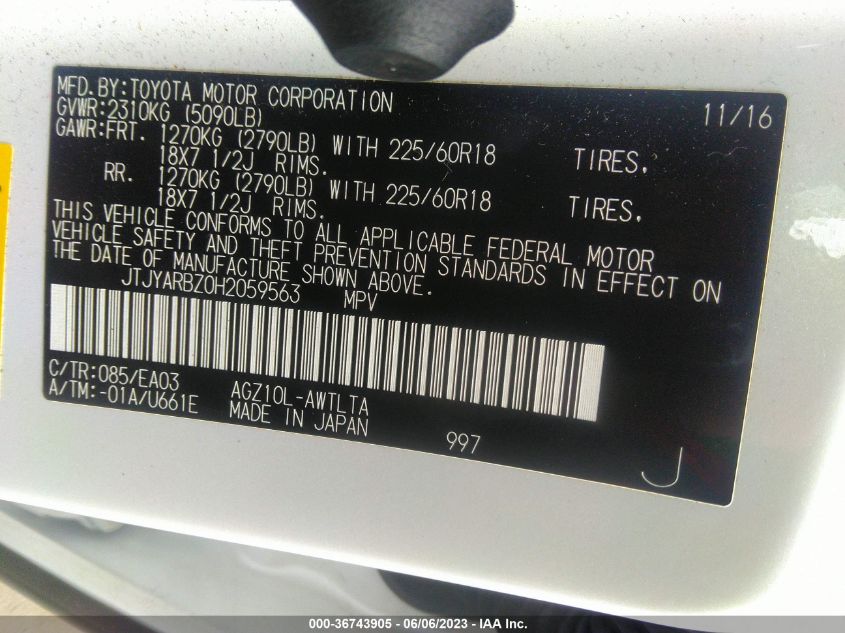 MFD.BY:TOYOTA MOTOR CORPORATION 11/16
GVWR:2310KG (5090LB)
GAWR:FRT. 1270KG (2790LB) WITH 225/60R18 TIRES.
18X7 1/2J RIMS.
RR. 1270KG (2790LB) WITH 225/60R18 TIRES.
18X7 1/2J RIMS.
THIS VEHICLE CONFORMS TO ALL APPLICABLE FEDERAL MOTOR
VEHICLE SAFETY AND THEFT PREVENTION STANDARDS IN EFFECT ON
THE DATE OF MANUFACTURE SHOWN ABOVE.
JTJYARBZ0H2059563 MPV
C/TR:085/EA03
A/TM:-01A/U661E
AGZ10L-AWTLTA
MADE IN JAPAN
997
J
000-36743905 - 06/06/2023 - IAA Inc.